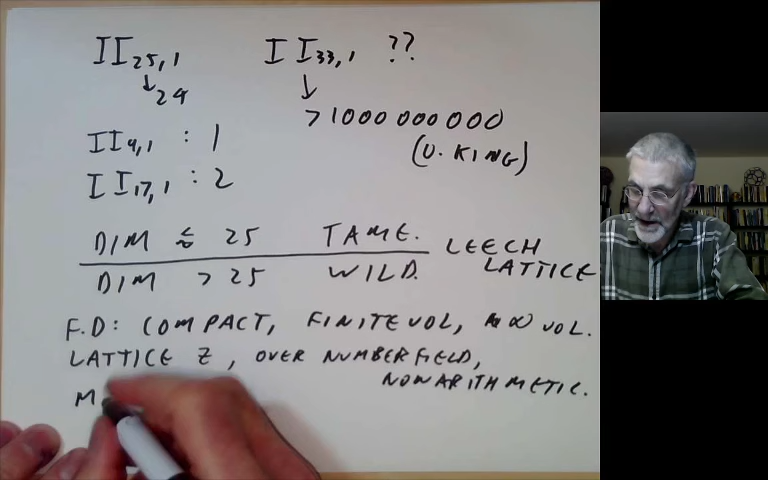 II25,1 II33,1 ??
↓ 24 ↓
> 1000 000 000
II9,1 : 1 (O. KING)
II17,1 : 2
DIM ≲ 25 TAME. LEECH
DIM > 25 WILD. LATTICE
F.D: COMPACT, FINITE VOL, ∞ VOL.
LATTICE Z, OVER NUMBERFIELD,
NONARITHMETIC.
M